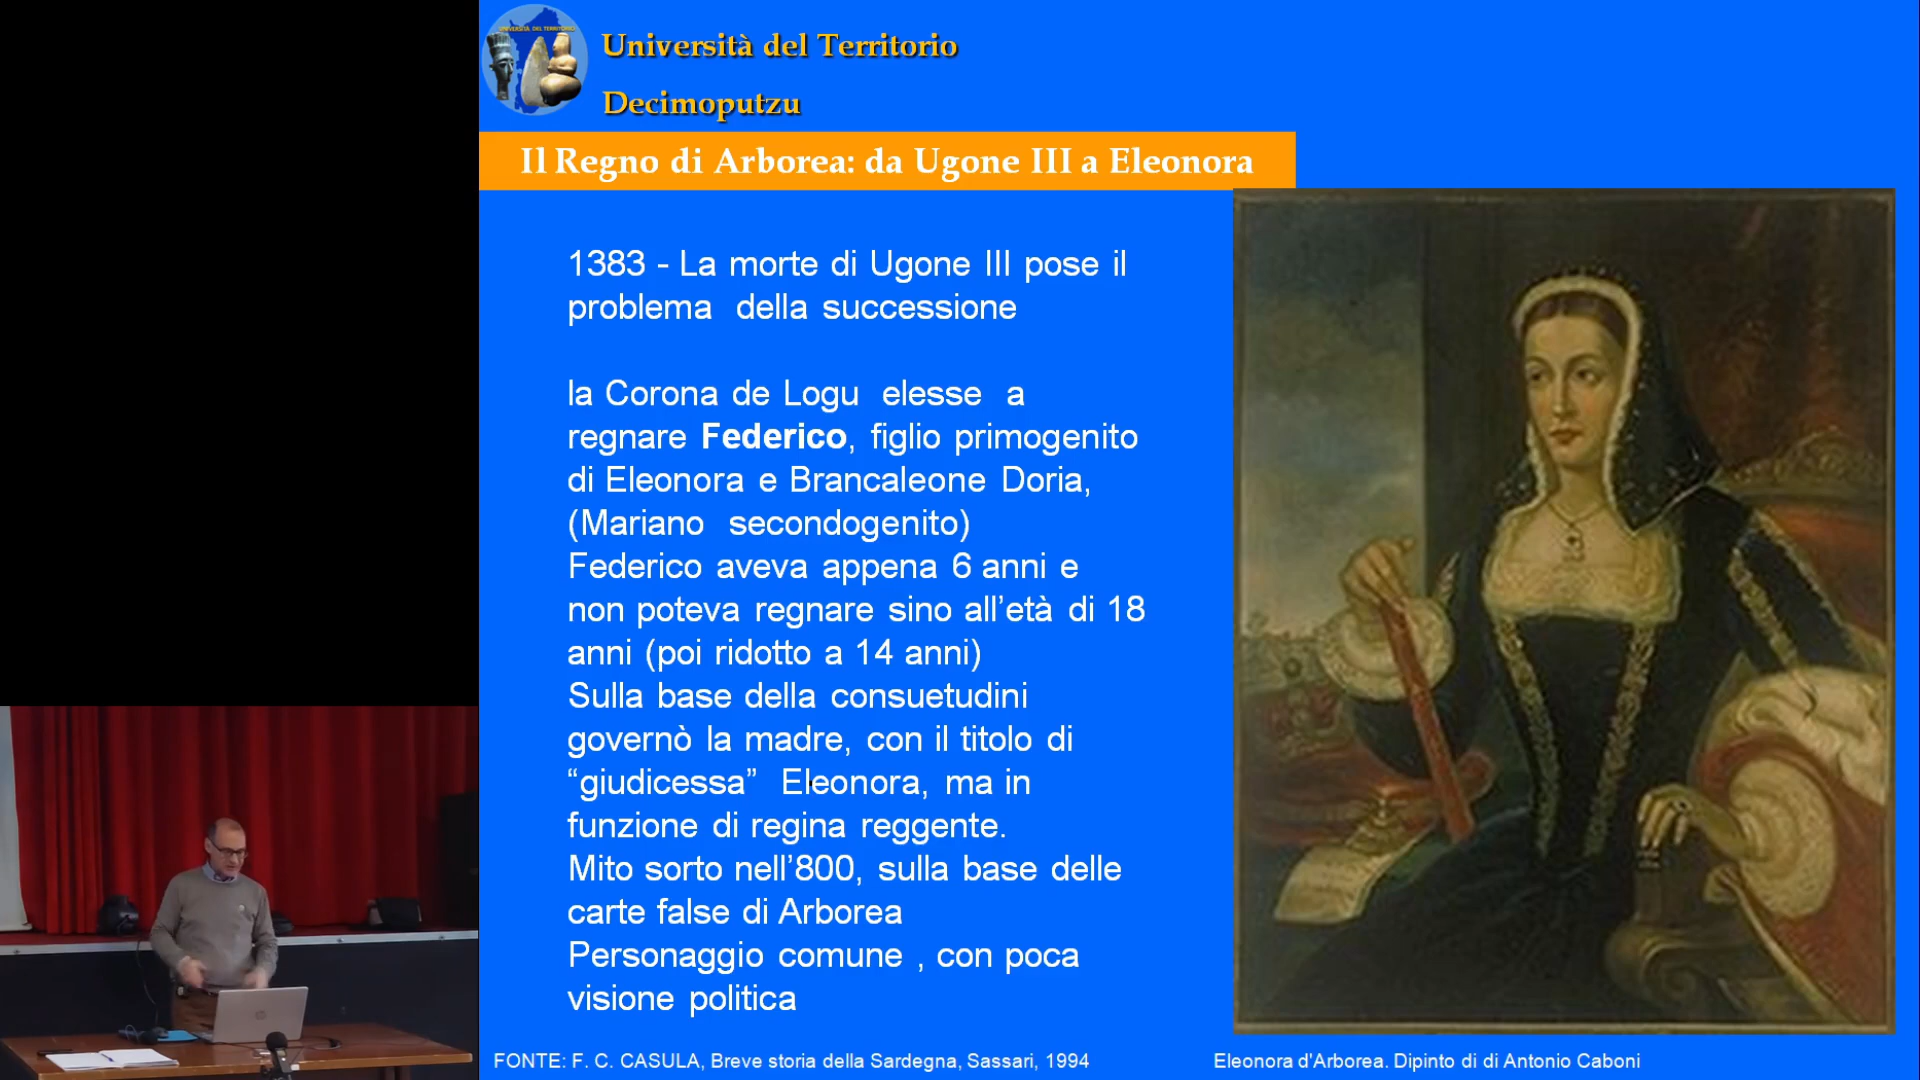 UNIVERSITÀ DEL TERRITORIO
Università del Territorio
Decimoputzu
Il Regno di Arborea: da Ugone III a Eleonora
1383 - La morte di Ugone III pose il
problema della successione
la Corona de Logu elesse a
regnare Federico, figlio primogenito
di Eleonora e Brancaleone Doria,
(Mariano secondogenito)
Federico aveva appena 6 anni e
non poteva regnare sino all’età di 18
anni (poi ridotto a 14 anni)
Sulla base della consuetudini
governò la madre, con il titolo di
“giudicessa” Eleonora, ma in
funzione di regina reggente.
Mito sorto nell’800, sulla base delle
carte false di Arborea
Personaggio comune , con poca
visione politica
FONTE: F. C. CASULA, Breve storia della Sardegna, Sassari, 1994
Eleonora d'Arborea. Dipinto di di Antonio Caboni